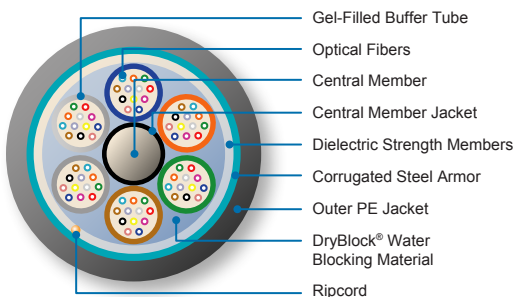 Gel-Filled Buffer Tube
Optical Fibers
Central Member
Central Member Jacket
Dielectric Strength Members
Corrugated Steel Armor
Outer PE Jacket
DryBlock® Water
Blocking Material
Ripcord